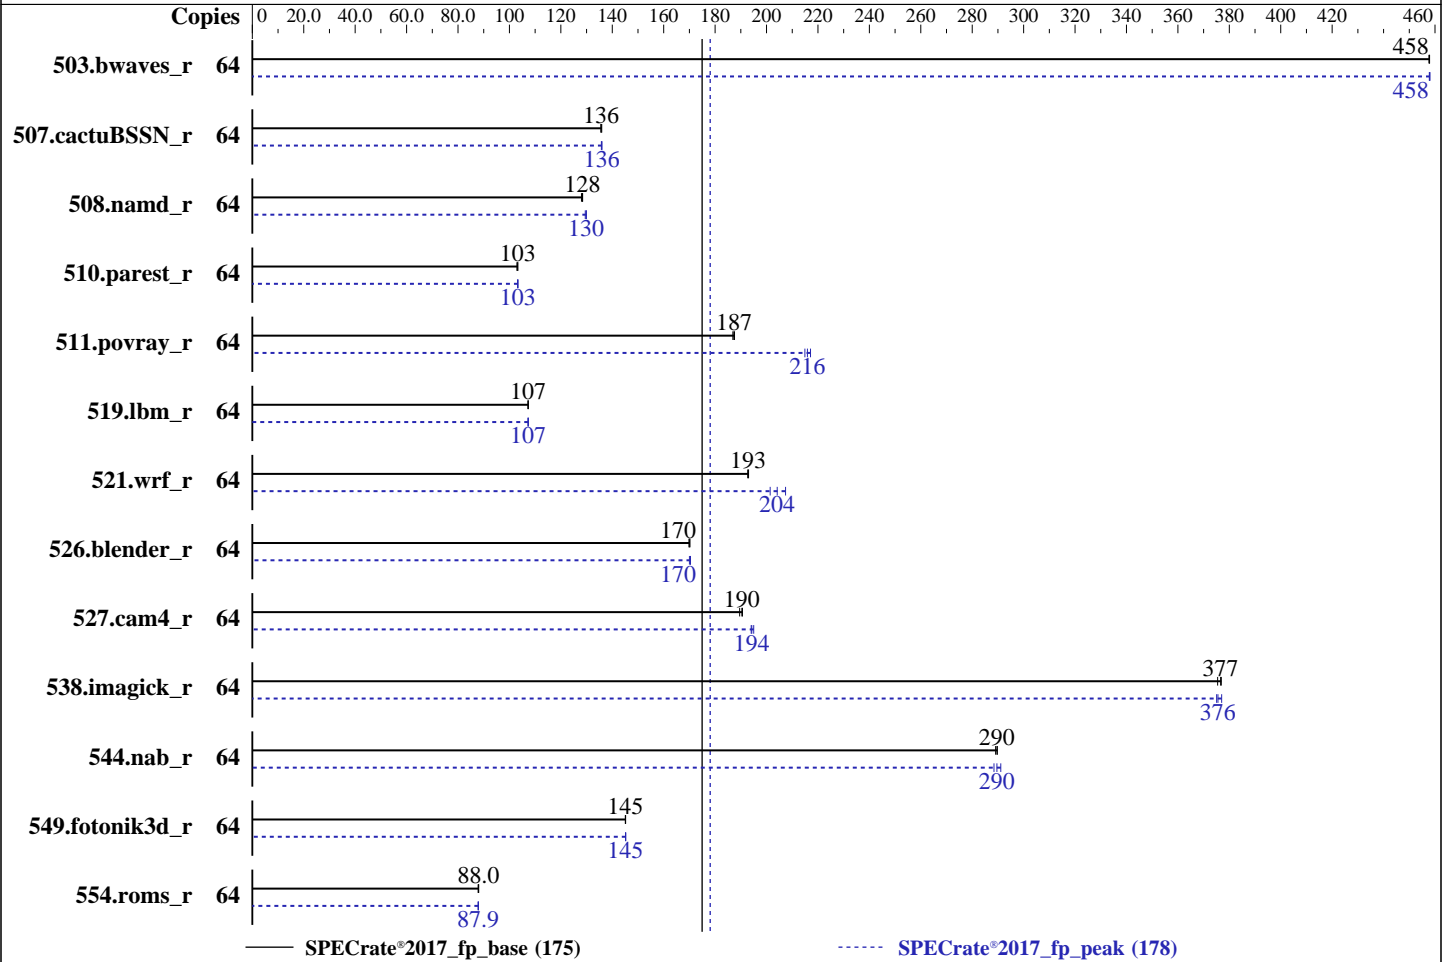 Copies 0 20.0 40.0 60.0 80.0 100 120 140 160 180 200 220 240 260 280 300 320 340 360 380 400 420 460
458
503.bwaves_r 64
458
136
507.cactuBSSN_r 64
136
128
508.namd_r 64
130
103
510.parest_r 64
103
187
511.povray_r 64
216
107
519.lbm_r 64
107
193
521.wrf_r 64
204
170
526.blender_r 64
170
190
527.cam4_r 64
194
377
538.imagick_r 64
376
290
544.nab_r 64
290
145
549.fotonik3d_r 64
145
88.0
554.roms_r 64
87.9
SPECrate®2017_fp_base (175) SPECrate®2017_fp_peak (178)